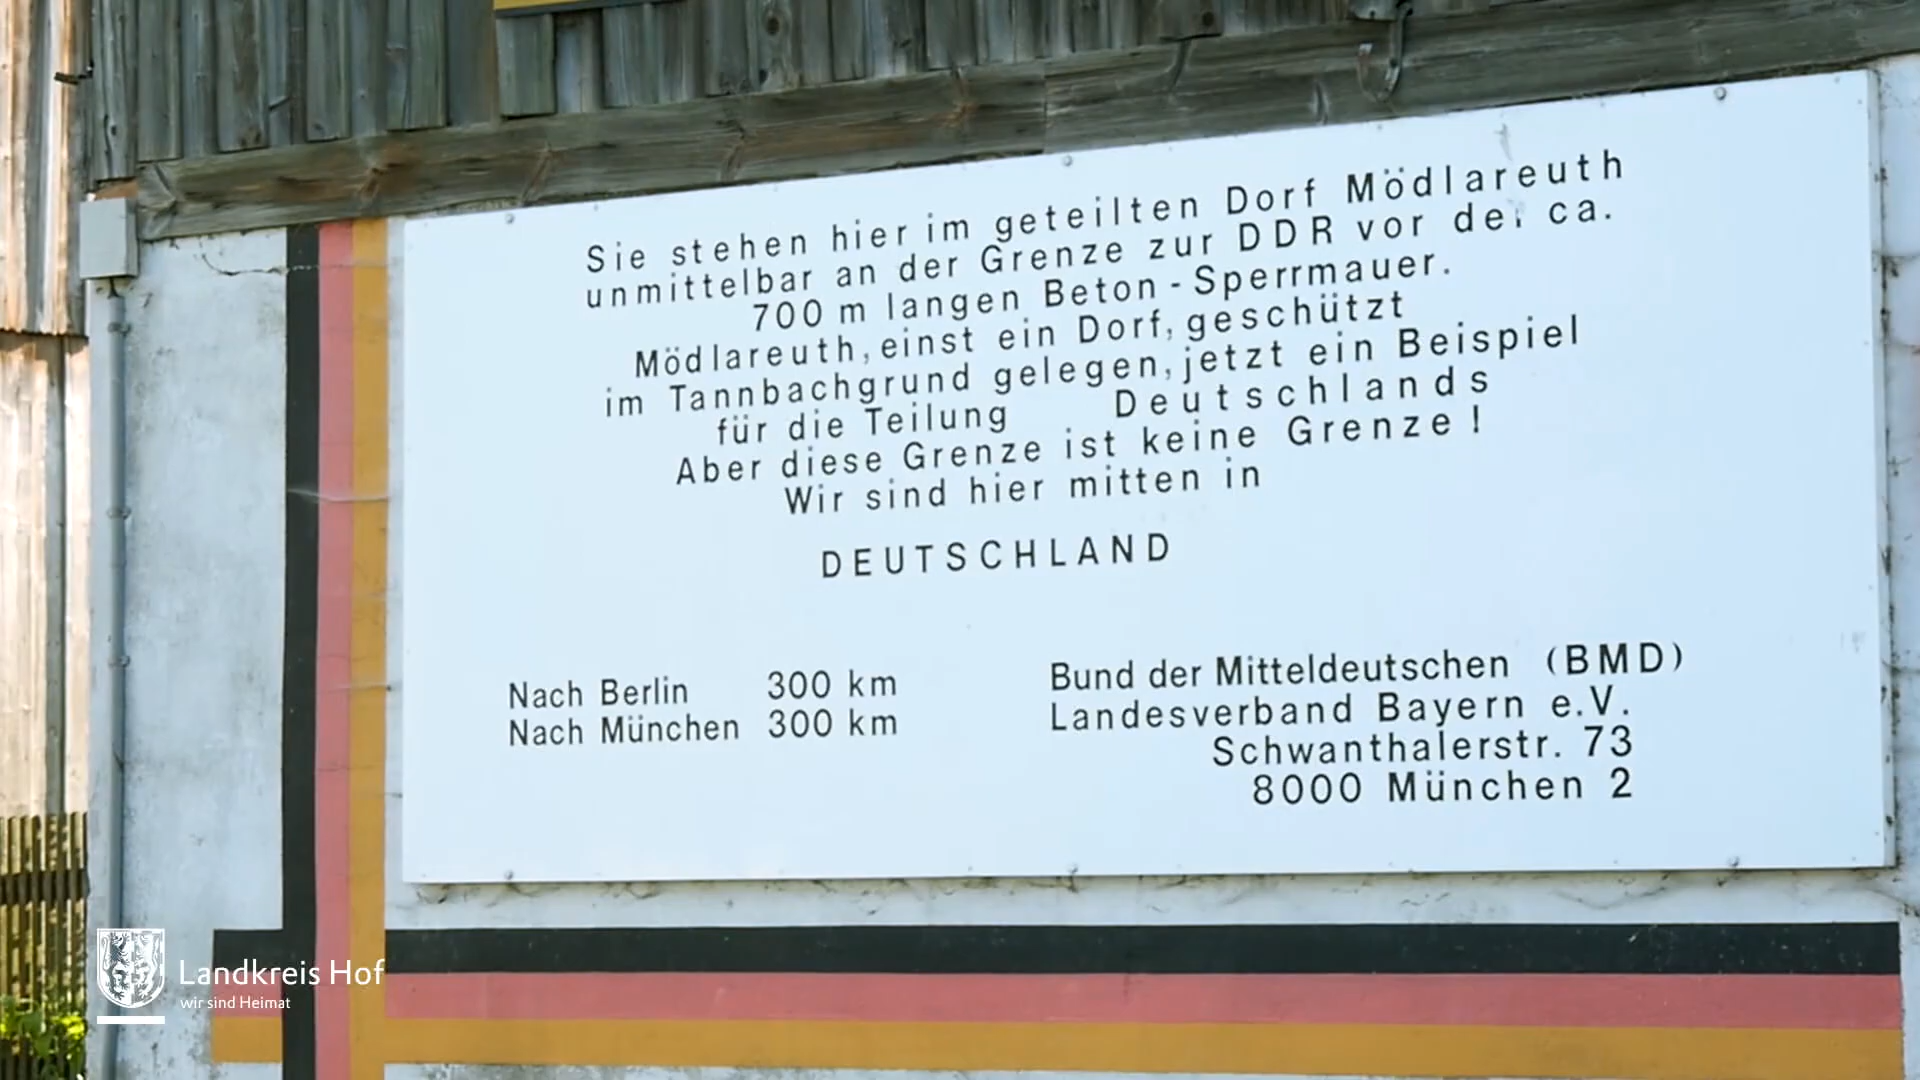 Sie stehen hier im geteilten Dorf Mödlareuth
unmittelbar an der Grenze zur DDR vor der ca.
700 m langen Beton - Sperrmauer.
Mödlareuth, einst ein Dorf, geschützt
im Tannbachgrund gelegen, jetzt ein Beispiel
für die Teilung Deutschlands
Aber diese Grenze ist keine Grenze!
Wir sind hier mitten in
DEUTSCHLAND
Nach Berlin 300 km
Nach München 300 km
Bund der Mitteldeutschen (BMD)
Landesverband Bayern e.V.
Schwanthalerstr. 73
8000 München 2
Landkreis Hof
wir sind Heimat